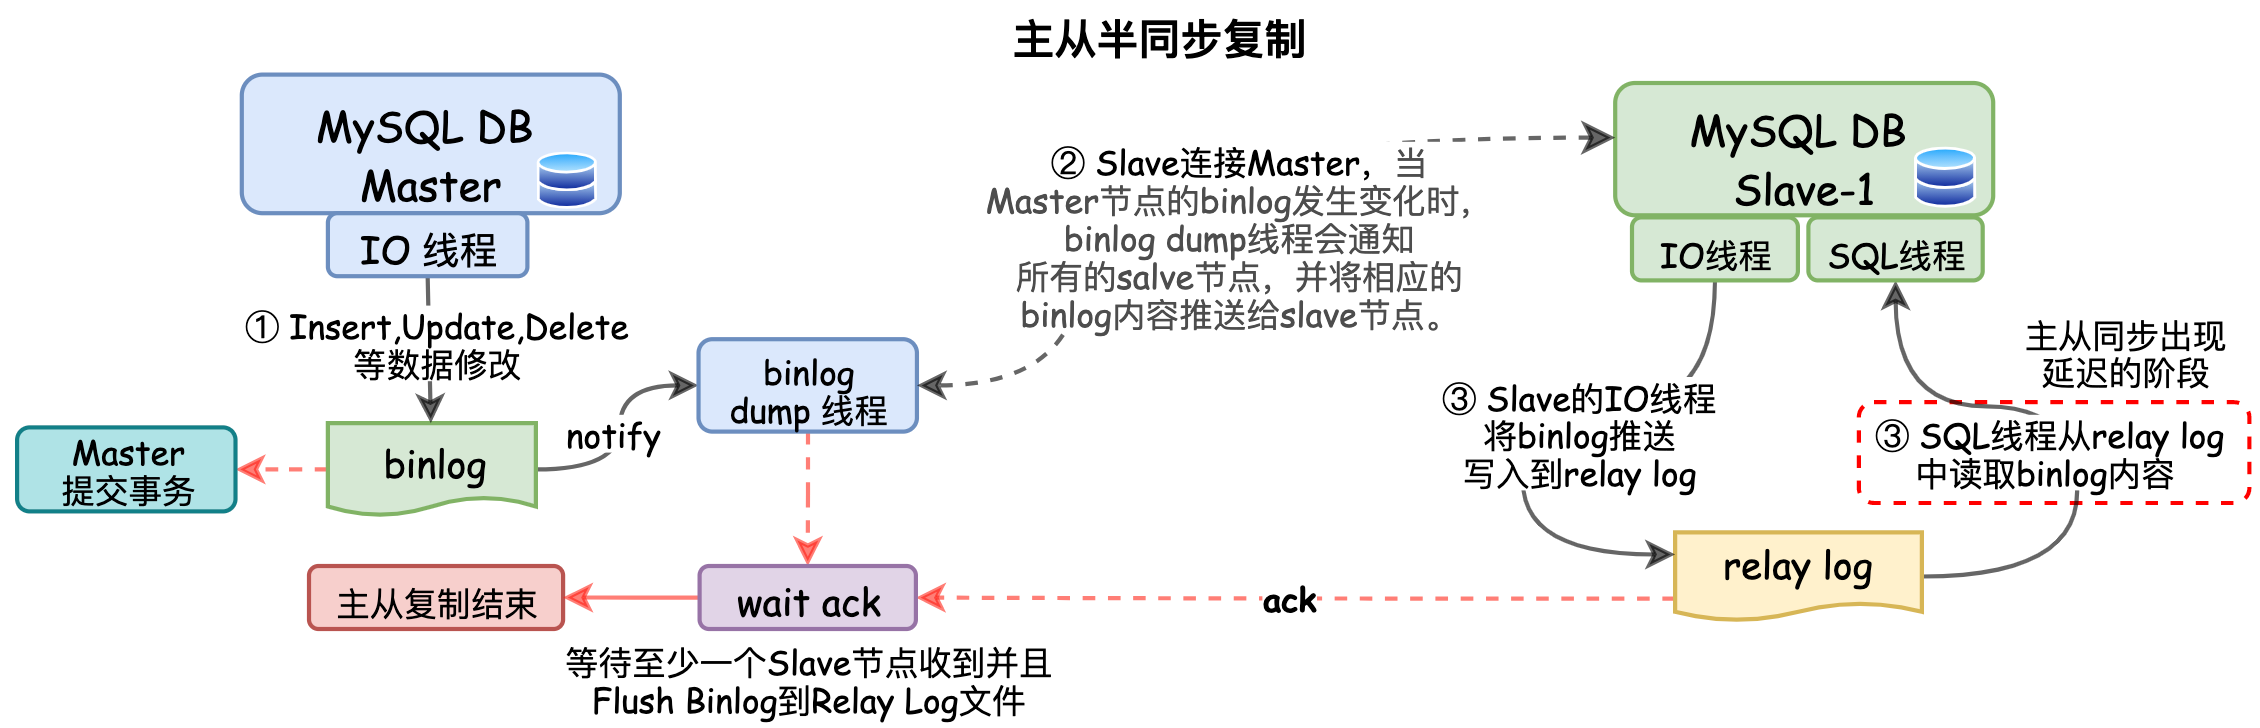 主从半同步复制
MySQL DB
Master
IO 线程
① Insert,Update,Delete
等数据修改
binlog
Master
提交事务
notify
binlog
dump 线程
② Slave连接Master，当
Master节点的binlog发生变化时，
binlog dump线程会通知
所有的salve节点，并将相应的
binlog内容推送给slave节点。
MySQL DB
Slave-1
IO线程
SQL线程
③ Slave的IO线程
将binlog推送
写入到relay log
主从同步出现
延迟的阶段
③ SQL线程从relay log
中读取binlog内容
relay log
ack
wait ack
主从复制结束
等待至少一个Slave节点收到并且
Flush Binlog到Relay Log文件